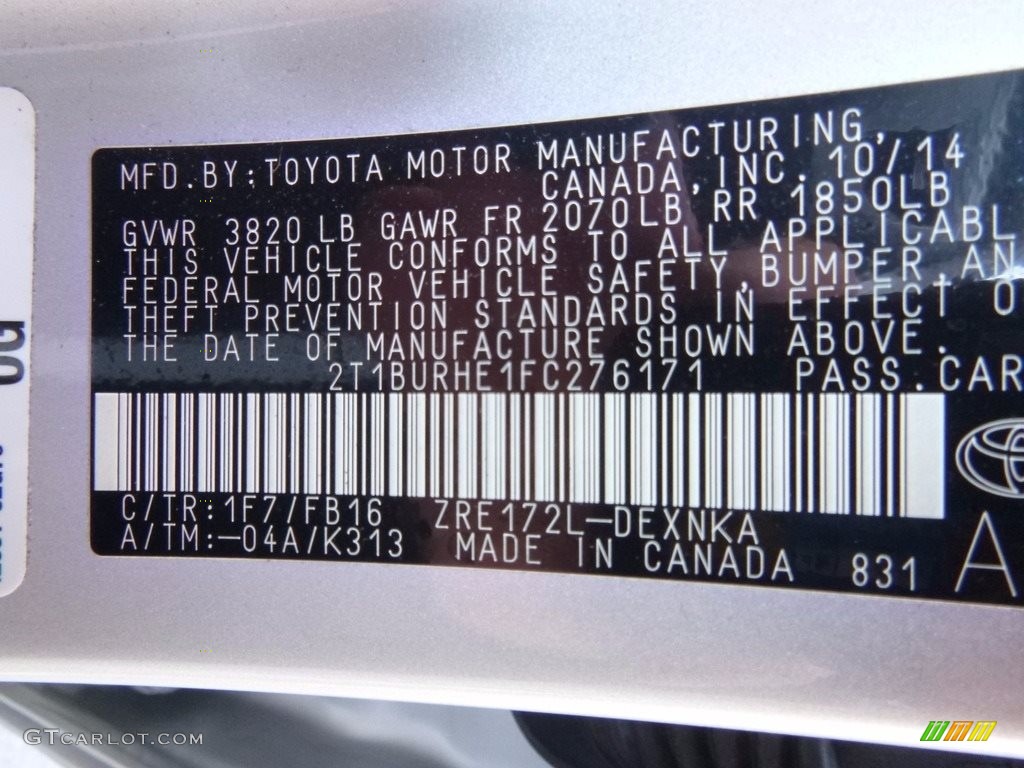 MFD.BY:TOYOTA MOTOR MANUFACTURING,
CANADA,INC. 10/14
GVWR 3820 LB GAWR FR 2070LB RR 1850LB
THIS VEHICLE CONFORMS TO ALL APPLICABL
FEDERAL MOTOR VEHICLE SAFETY,BUMPER,AN
THEFT PREVENTION STANDARDS IN EFFECT O
THE DATE OF MANUFACTURE SHOWN ABOVE.
2T1BURHE1FC276171 PASS.CAR
C/TR:1F7/FB16 ZRE172L-DEXNKA
A/TM:-04A/K313 MADE IN CANADA 831 A
GTCARLOT.COM